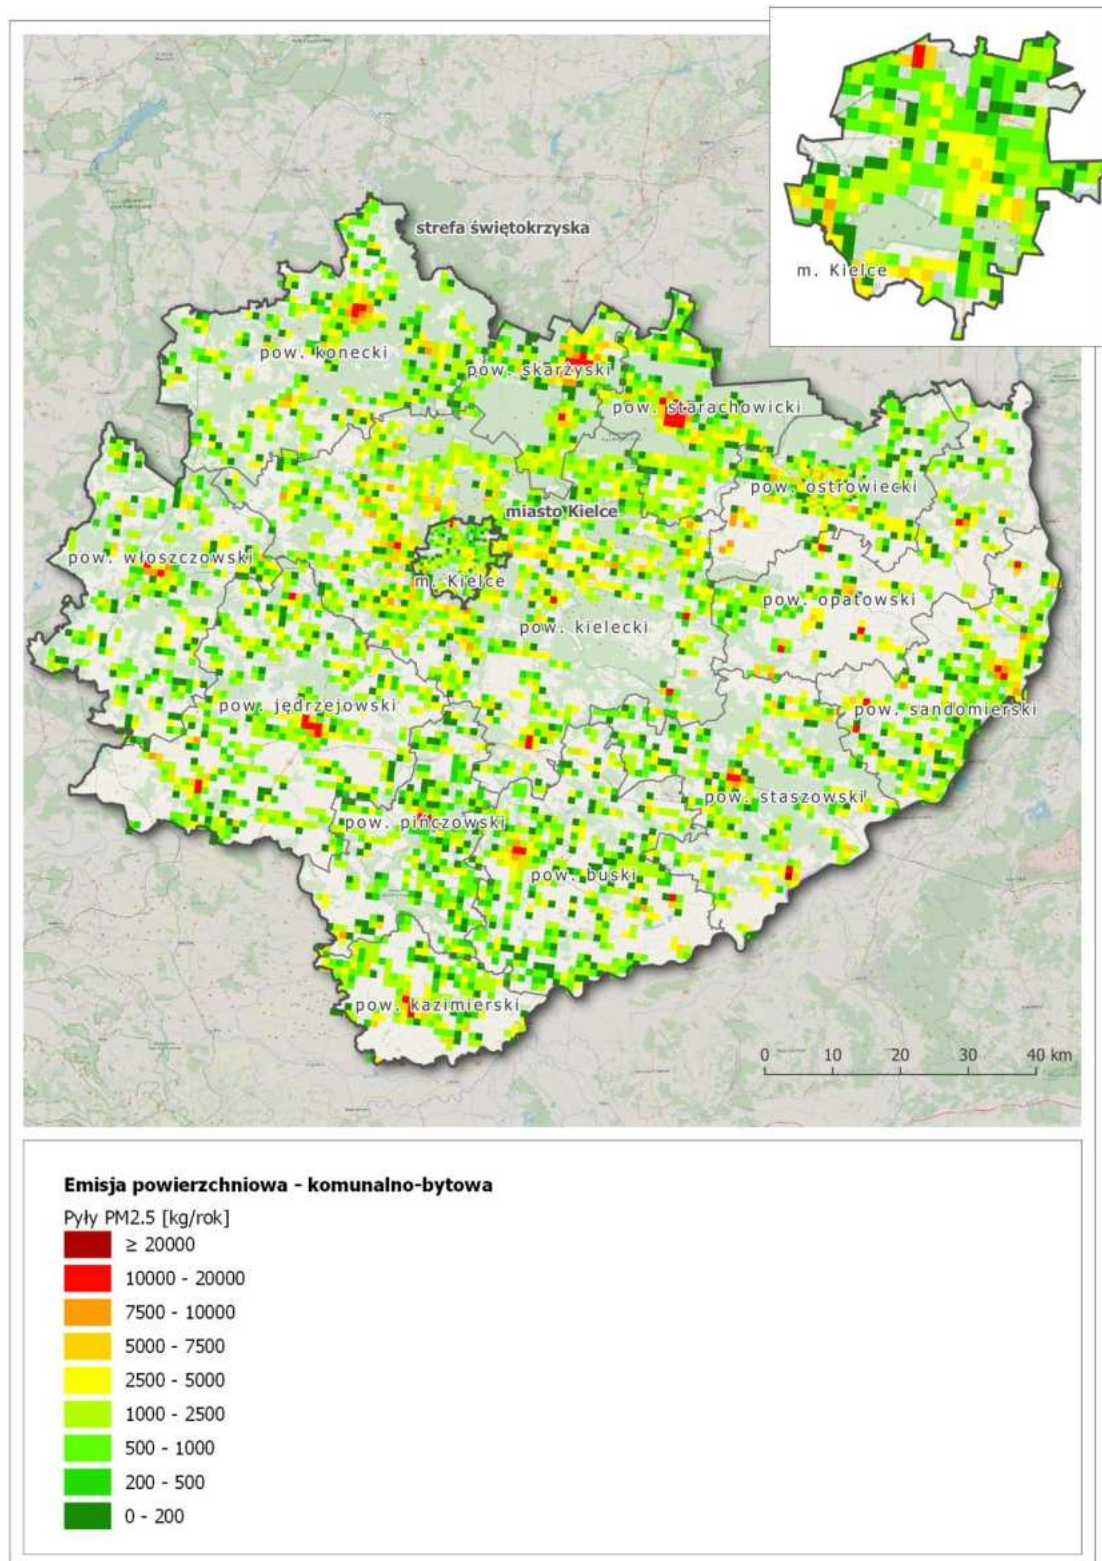 m. Kielce
strefa świętokrzyska
pow. konecki
pow. skarżyski
pow. starachowicki
pow. ostrowiecki
miasto Kielce
pow. włoszczowski
m. Kielce
pow. opatowski
pow. kielecki
pow. jędrzejowski
pow. sandomierski
pow. staszowski
pow. pińczowski
pow. buski
pow. kazimierski
0 10 20 30 40 km
Emisja powierzchniowa - komunalno-bytowa
Pyły PM2.5 [kg/rok]
≥ 20000
10000 - 20000
7500 - 10000
5000 - 7500
2500 - 5000
1000 - 2500
500 - 1000
200 - 500
0 - 200